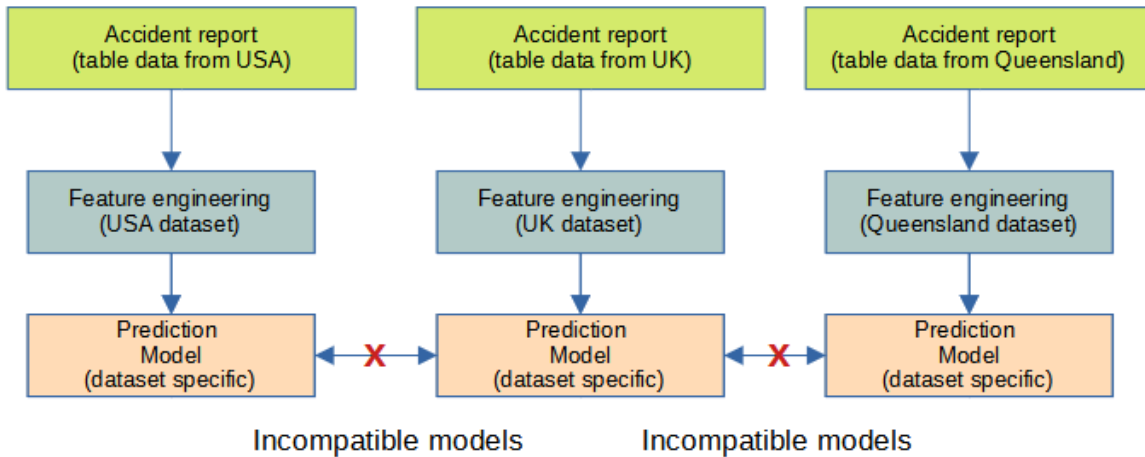 Accident report
(table data from USA)
Accident report
(table data from UK)
Accident report
(table data from Queensland)
Feature engineering
(USA dataset)
Feature engineering
(UK dataset)
Feature engineering
(Queensland dataset)
Prediction
Model
(dataset specific)
X
Prediction
Model
(dataset specific)
X
Prediction
Model
(dataset specific)
Incompatible models
Incompatible models